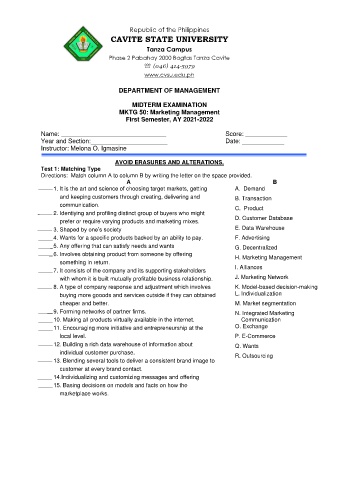 Republic of the Philippines
CAVITE STATE UNIVERSITY
Tanza Campus
Phase 2 Pabahay 2000 Bagtas Tanza Cavite
☏ (046) 414-3979
www.cvsu.edu.ph
DEPARTMENT OF MANAGEMENT
MIDTERM EXAMINATION
MKTG 50: Marketing Management
First Semester, AY 2021-2022
Name: ____________________ Score: ____________
Year and Section: ____________________ Date: ____________
Instructor: Melona O. Igmasine
AVOID ERASURES AND ALTERATIONS.
Test 1: Matching Type
Directions: Match column A to column B by writing the letter on the space provided.
A
_____ 1. It is the art and science of choosing target markets, getting
and keeping customers through creating, delivering and
communication.
_____ 2. Identifying and profiling distinct group of buyers who might
prefer or require varying products and marketing mixes.
_____ 3. Shaped by one's society
_____ 4. Wants for a specific products backed by an ability to pay.
_____ 5. Any offering that can satisfy needs and wants
_____ 6. Involves obtaining product from someone by offering
something in return.
_____ 7. It consists of the company and its supporting stakeholders
with whom it is built mutually profitable business relationship.
_____ 8. A type of company response and adjustment which involves
buying more goods and services outside if they can obtained
cheaper and better.
_____ 9. Forming networks of partner firms.
_____ 10. Making all products virtually available in the internet.
_____ 11. Encouraging more initiative and entrepreneurship at the
local level.
_____ 12. Building a rich data warehouse of information about
individual customer purchase.
_____ 13. Blending several tools to deliver a consistent brand image to
customer at every brand contact.
_____ 14.Individualizing and customizing messages and offering
_____ 15. Basing decisions on models and facts on how the
marketplace works.
B
A. Demand
B. Transaction
C. Product
D. Customer Database
E. Data Warehouse
F. Advertising
G. Decentralized
H. Marketing Management
I. Alliances
J. Marketing Network
K. Model-based decision-making
L. Individualization
M. Market segmentation
N. Integrated Marketing
Communication
O. Exchange
P. E-Commerce
Q. Wants
R. Outsourcing